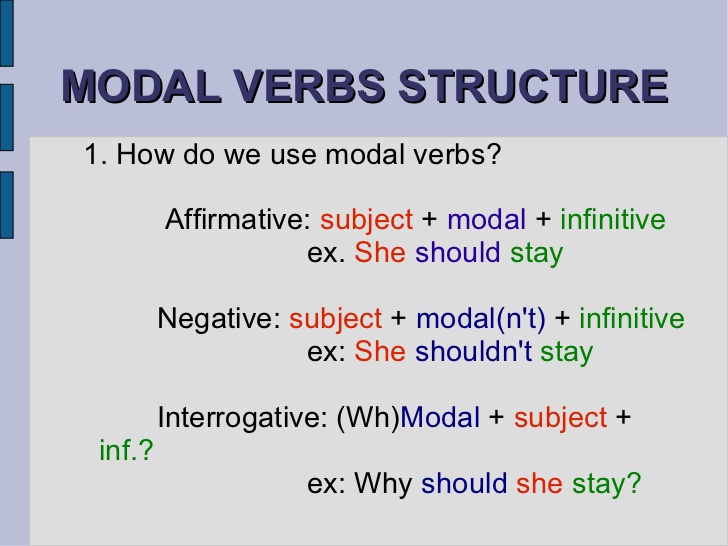 MODAL VERBS STRUCTURE
1. How do we use modal verbs?
Affirmative: subject + modal + infinitive
ex. She should stay
Negative: subject + modal(n't) + infinitive
ex: She shouldn't stay
Interrogative: (Wh)Modal + subject +
inf.?
ex: Why should she stay?